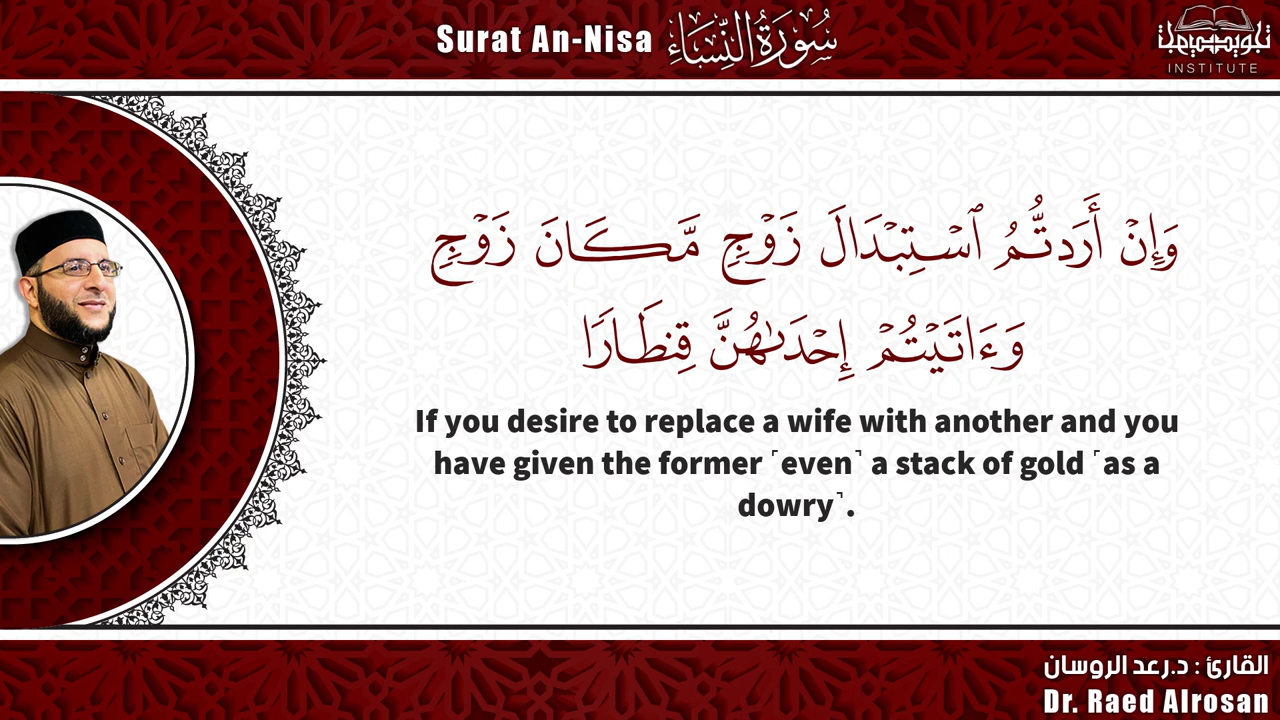 Surat An-Nisa سُورَةُ النِّسَاءِ
INSTITUTE
وَإِنْ أَرَدتُّمُ ٱسْتِبْدَالَ زَوْجٍ مَّكَانَ زَوْجٍ
وَءَاتَيْتُمْ إِحْدَىٰهُنَّ قِنطَارًا
If you desire to replace a wife with another and you
have given the former ˹even˺ a stack of gold ˹as a
dowry˺.
القارئ : د.رعد الروسان
Dr. Raed Alrosan